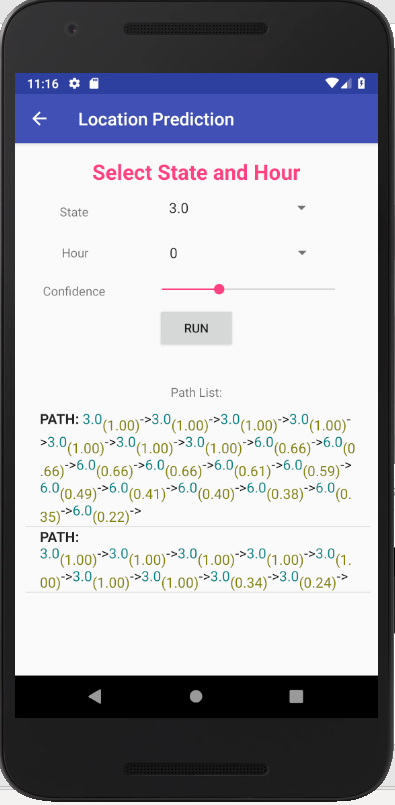 11:16
Location Prediction
Select State and Hour
State 3.0
Hour 0
Confidence
RUN
Path List:
PATH: 3.0(1.00)->3.0(1.00)->3.0(1.00)->3.0(1.00)-
>3.0(1.00)->3.0(1.00)->3.0(1.00)->6.0(0.66)->6.0(0
.66)->6.0(0.66)->6.0(0.66)->6.0(0.61)->6.0(0.59)->
6.0(0.49)->6.0(0.41)->6.0(0.40)->6.0(0.38)->6.0(0.
35)->6.0(0.22)->
PATH:
3.0(1.00)->3.0(1.00)->3.0(1.00)->3.0(1.00)->3.0(1.
00)->3.0(1.00)->3.0(1.00)->3.0(0.34)->3.0(0.24)->